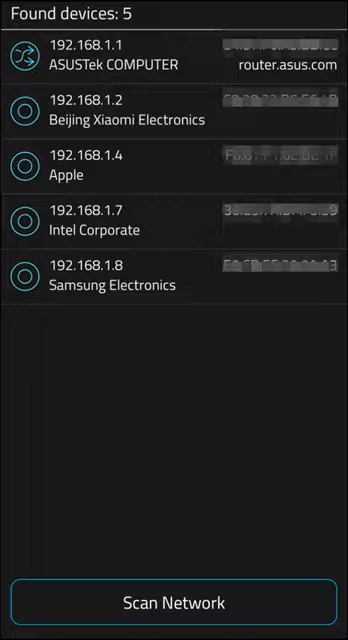 Found devices: 5
192.168.1.1
ASUSTek COMPUTER router.asus.com
192.168.1.2
Beijing Xiaomi Electronics
192.168.1.4
Apple
192.168.1.7
Intel Corporate
192.168.1.8
Samsung Electronics
Scan Network